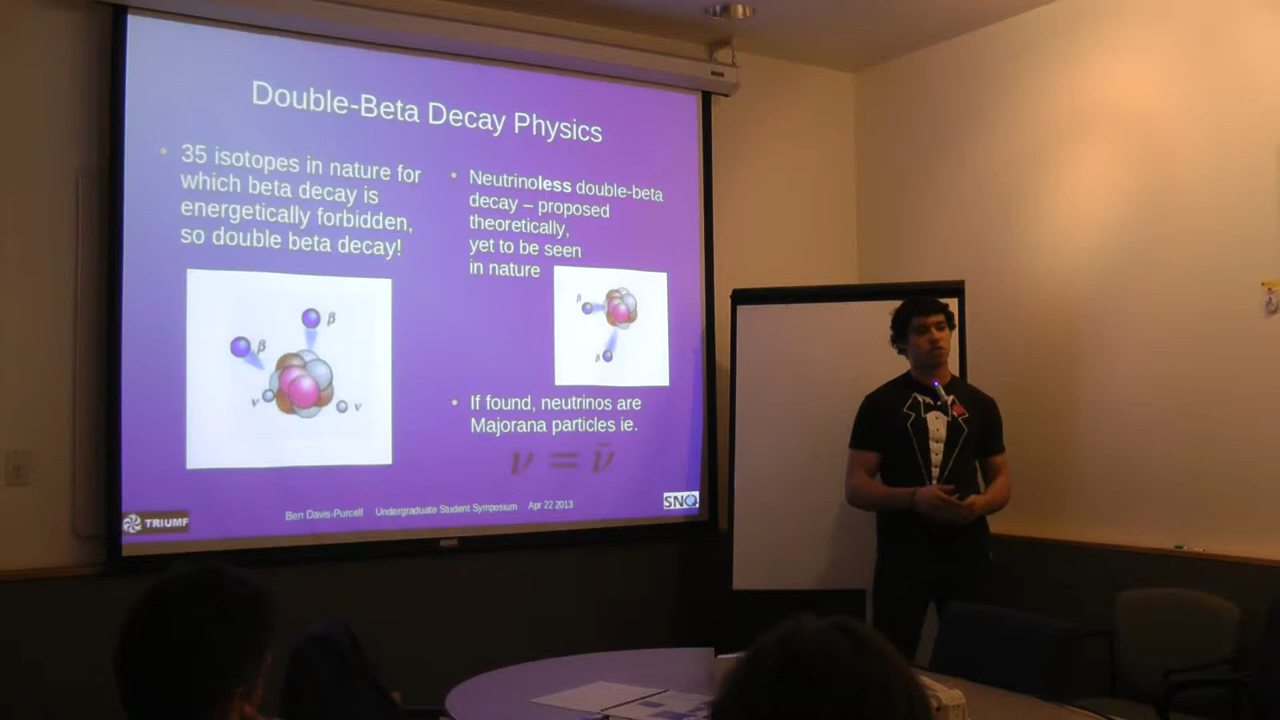 Double-Beta Decay Physics
• 35 isotopes in nature for
which beta decay is
energetically forbidden,
so double beta decay!
β
β
ν
ν
• Neutrinoless double-beta
decay – proposed
theoretically,
yet to be seen
in nature
β
β
• If found, neutrinos are
Majorana particles ie.
ν = ν̄
TRIUMF
Ben Davis-Purcell Undergraduate Student Symposium Apr 22 2013
SNO